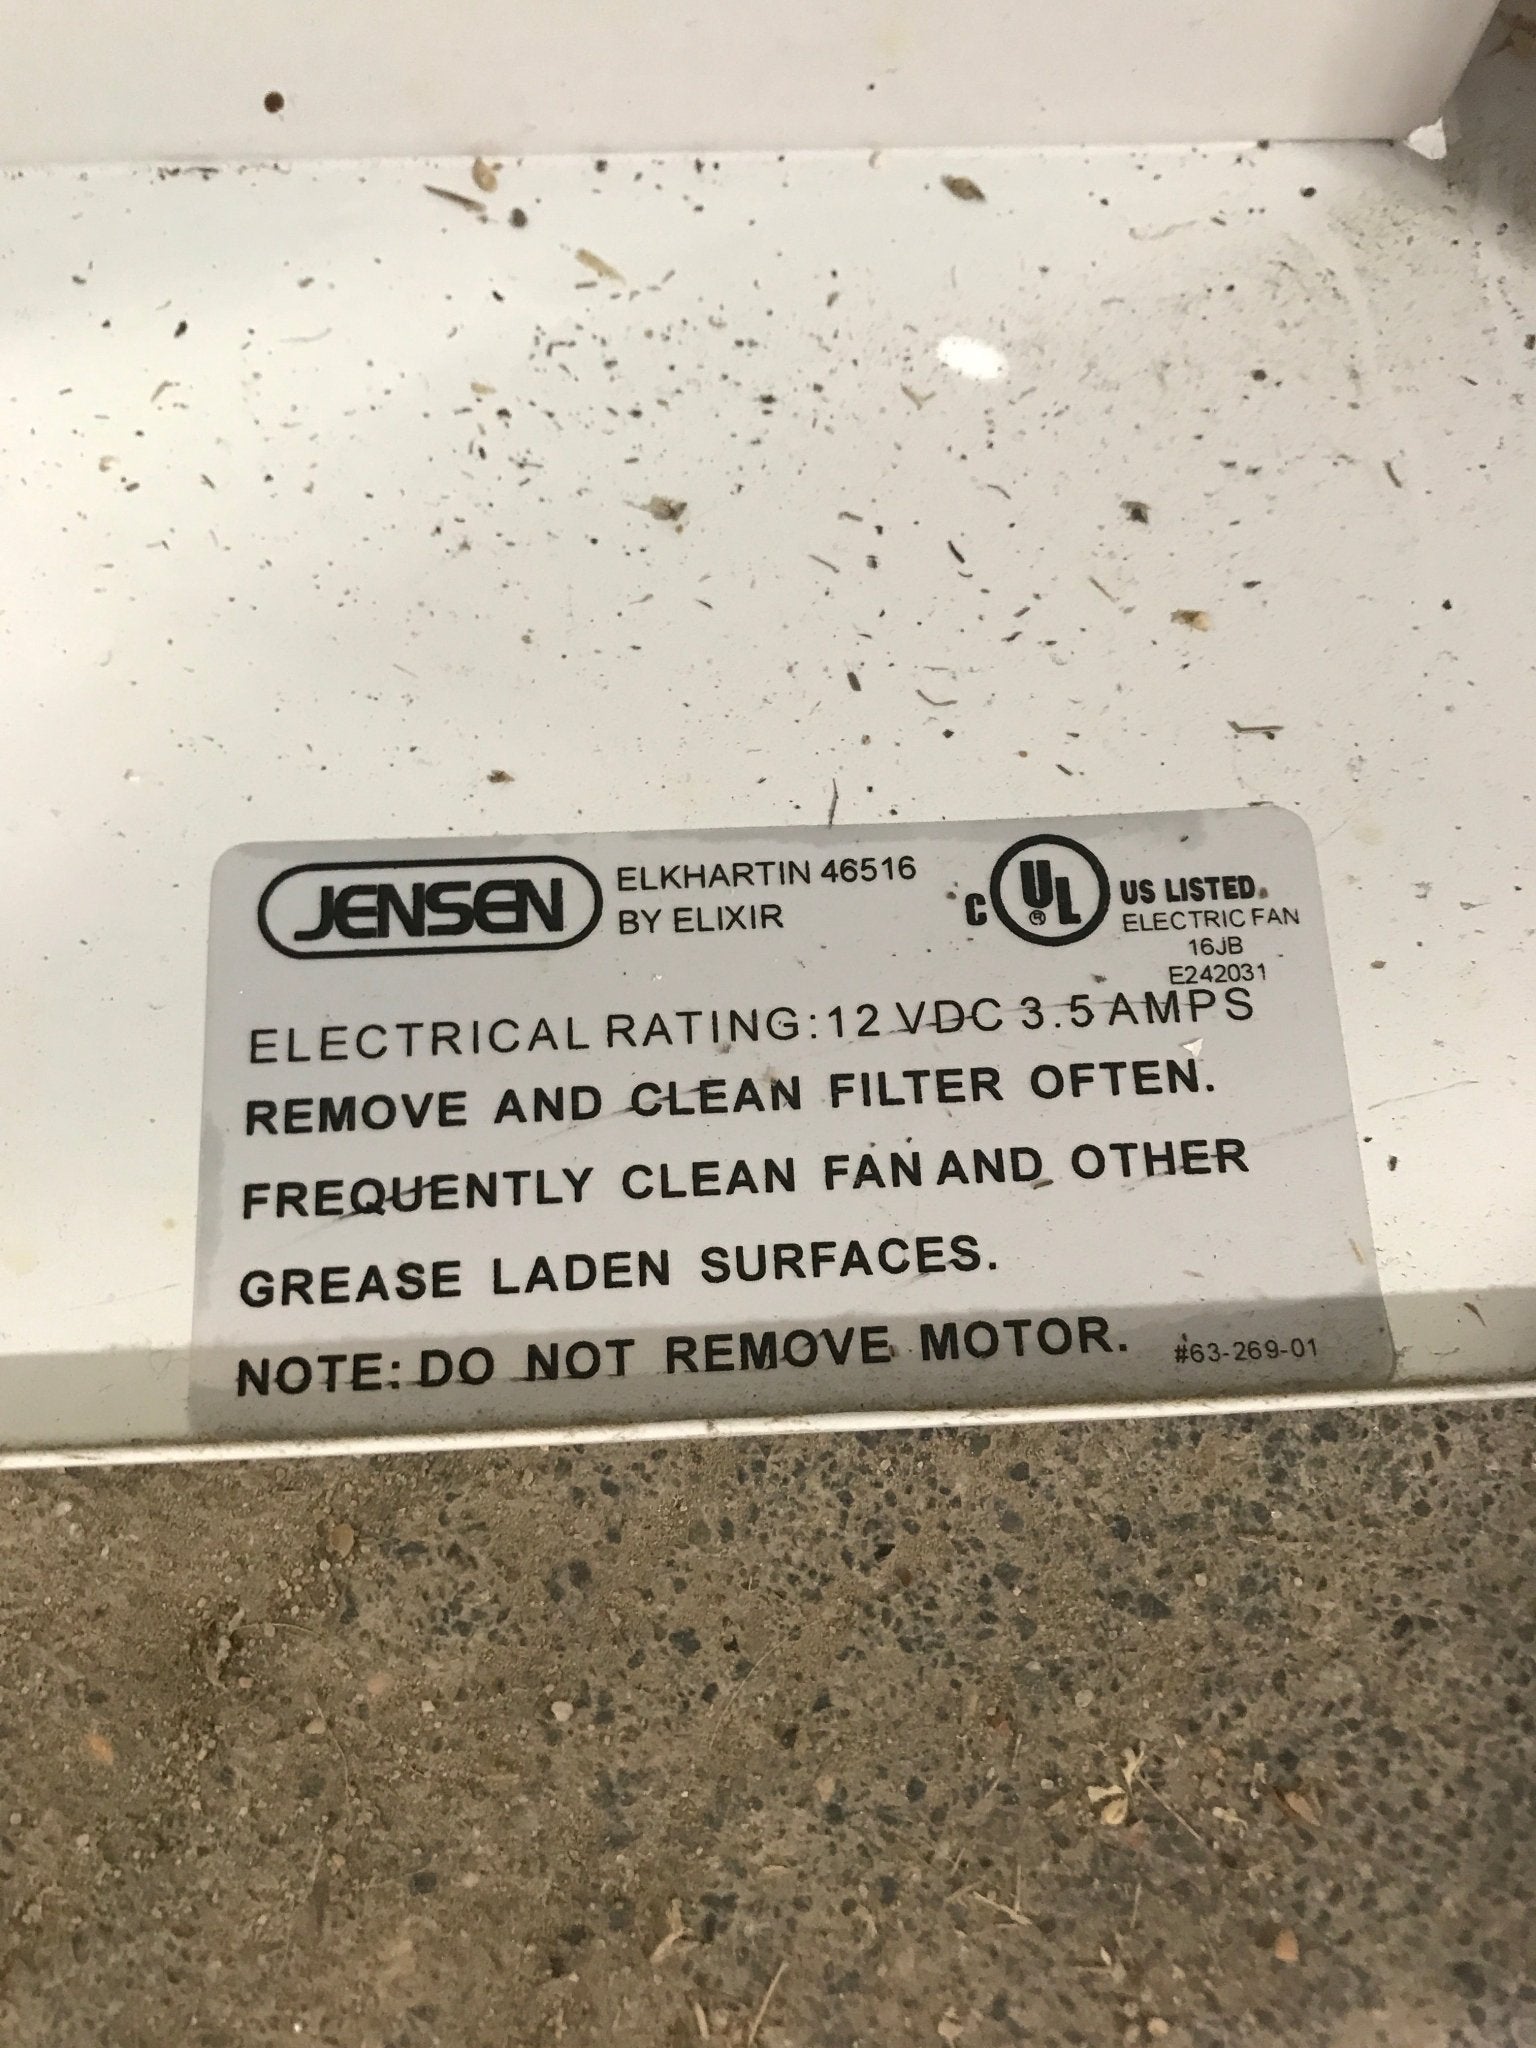 JENSEN ELKHARTIN 46516
BY ELIXIR
C UL ® US LISTED
ELECTRIC FAN
16JB
E242031
ELECTRICAL RATING: 12 VDC 3.5 AMPS
REMOVE AND CLEAN FILTER OFTEN.
FREQUENTLY CLEAN FAN AND OTHER
GREASE LADEN SURFACES.
NOTE: DO NOT REMOVE MOTOR. #63-269-01